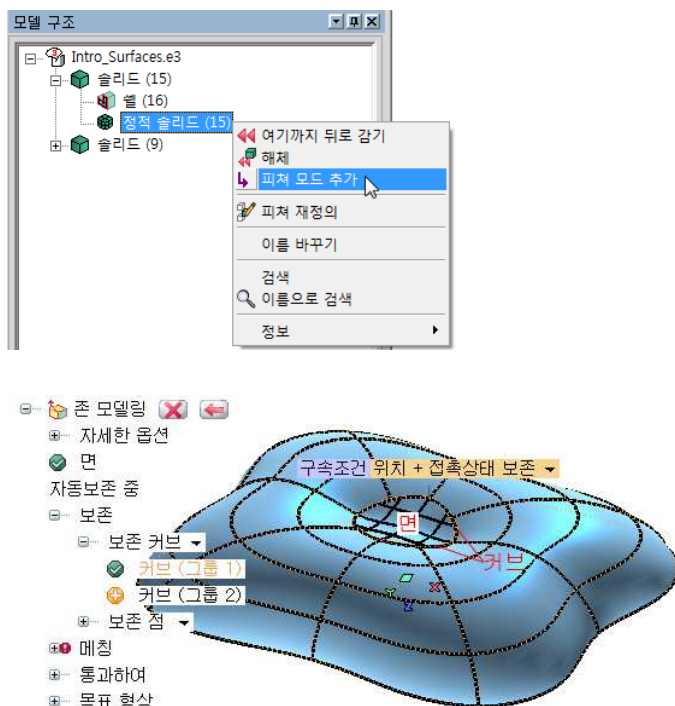 모델 구조
Intro_Surfaces.e3
솔리드 (15)
쉘 (16)
정적 솔리드 (15)
솔리드 (9)
여기까지 뒤로 감기
해체
피쳐 모드 추가
피쳐 재정의
이름 바꾸기
검색
이름으로 검색
정보
존 모델링
자세한 옵션
면
자동보존 중
보존
보존 커브
커브 (그룹 1)
커브 (그룹 2)
보존 점
메칭
통과하여
목표 형상
구속조건 위치 + 접촉상태 보존
면
커브
X
Y
Z